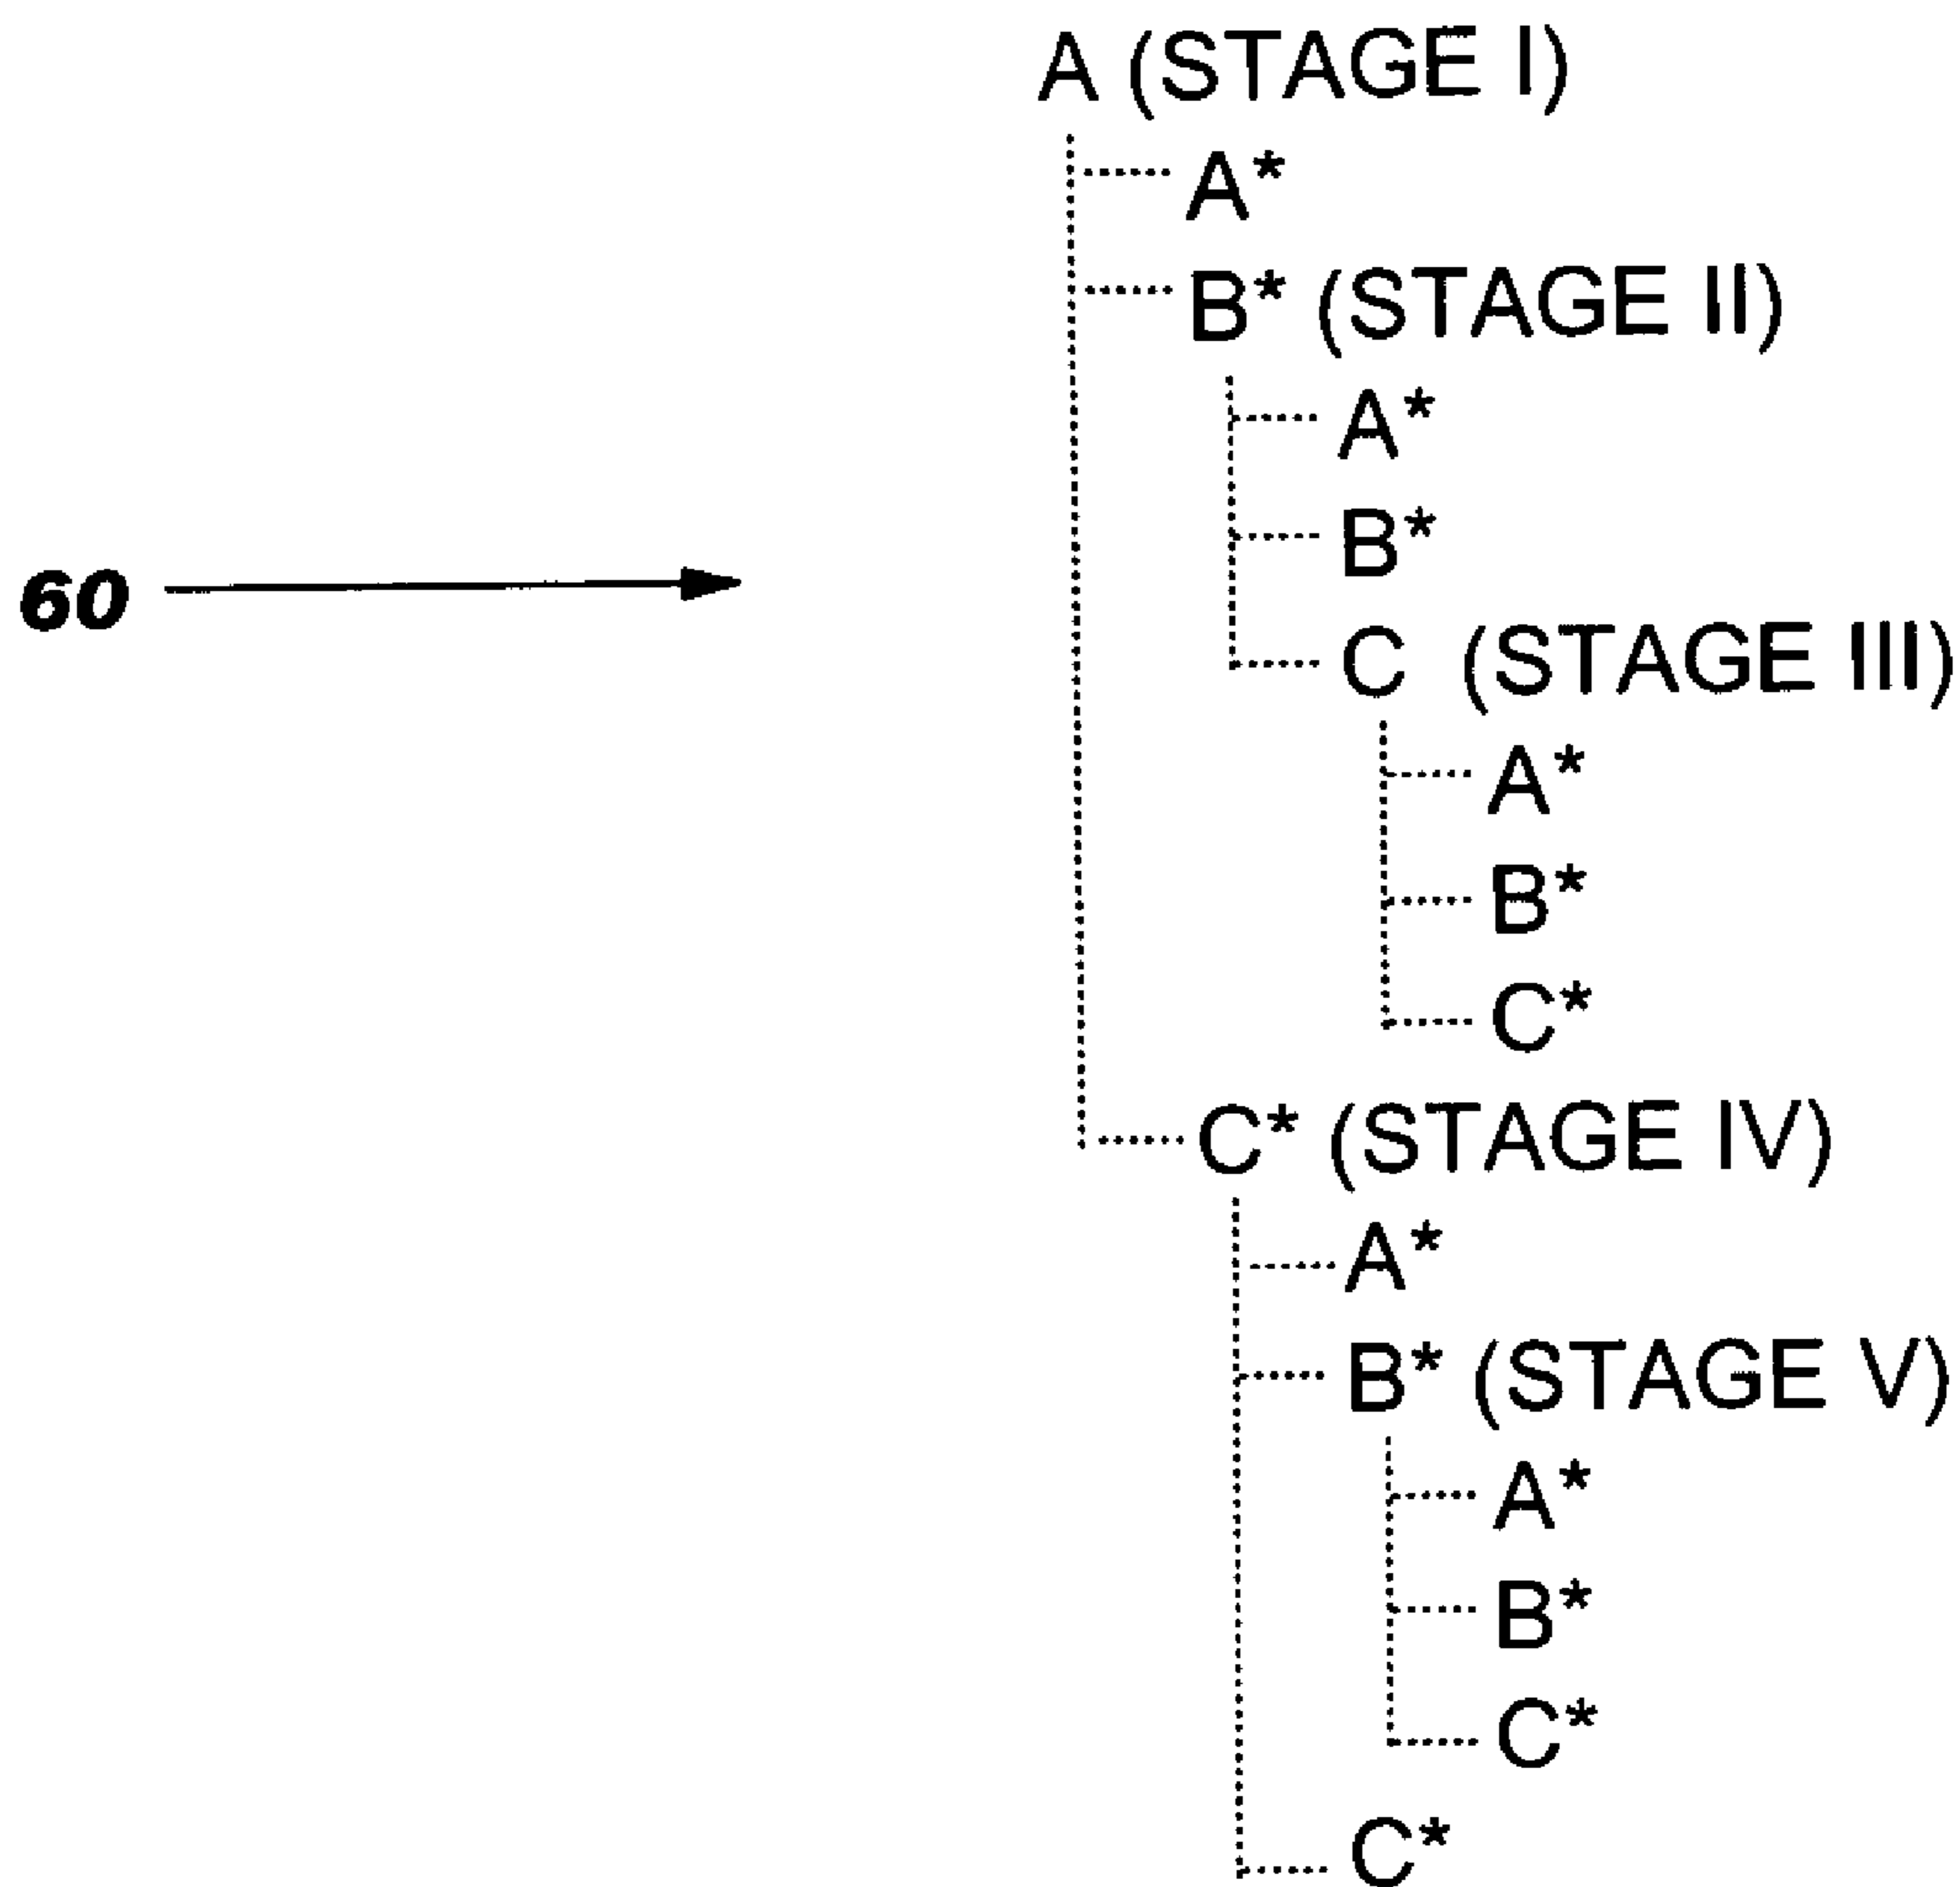 A (STAGE I)
A*
B* (STAGE II)
A*
B*
60
C (STAGE III)
A*
B*
C*
C* (STAGE IV)
A*
B* (STAGE V)
A*
B*
C*
C*